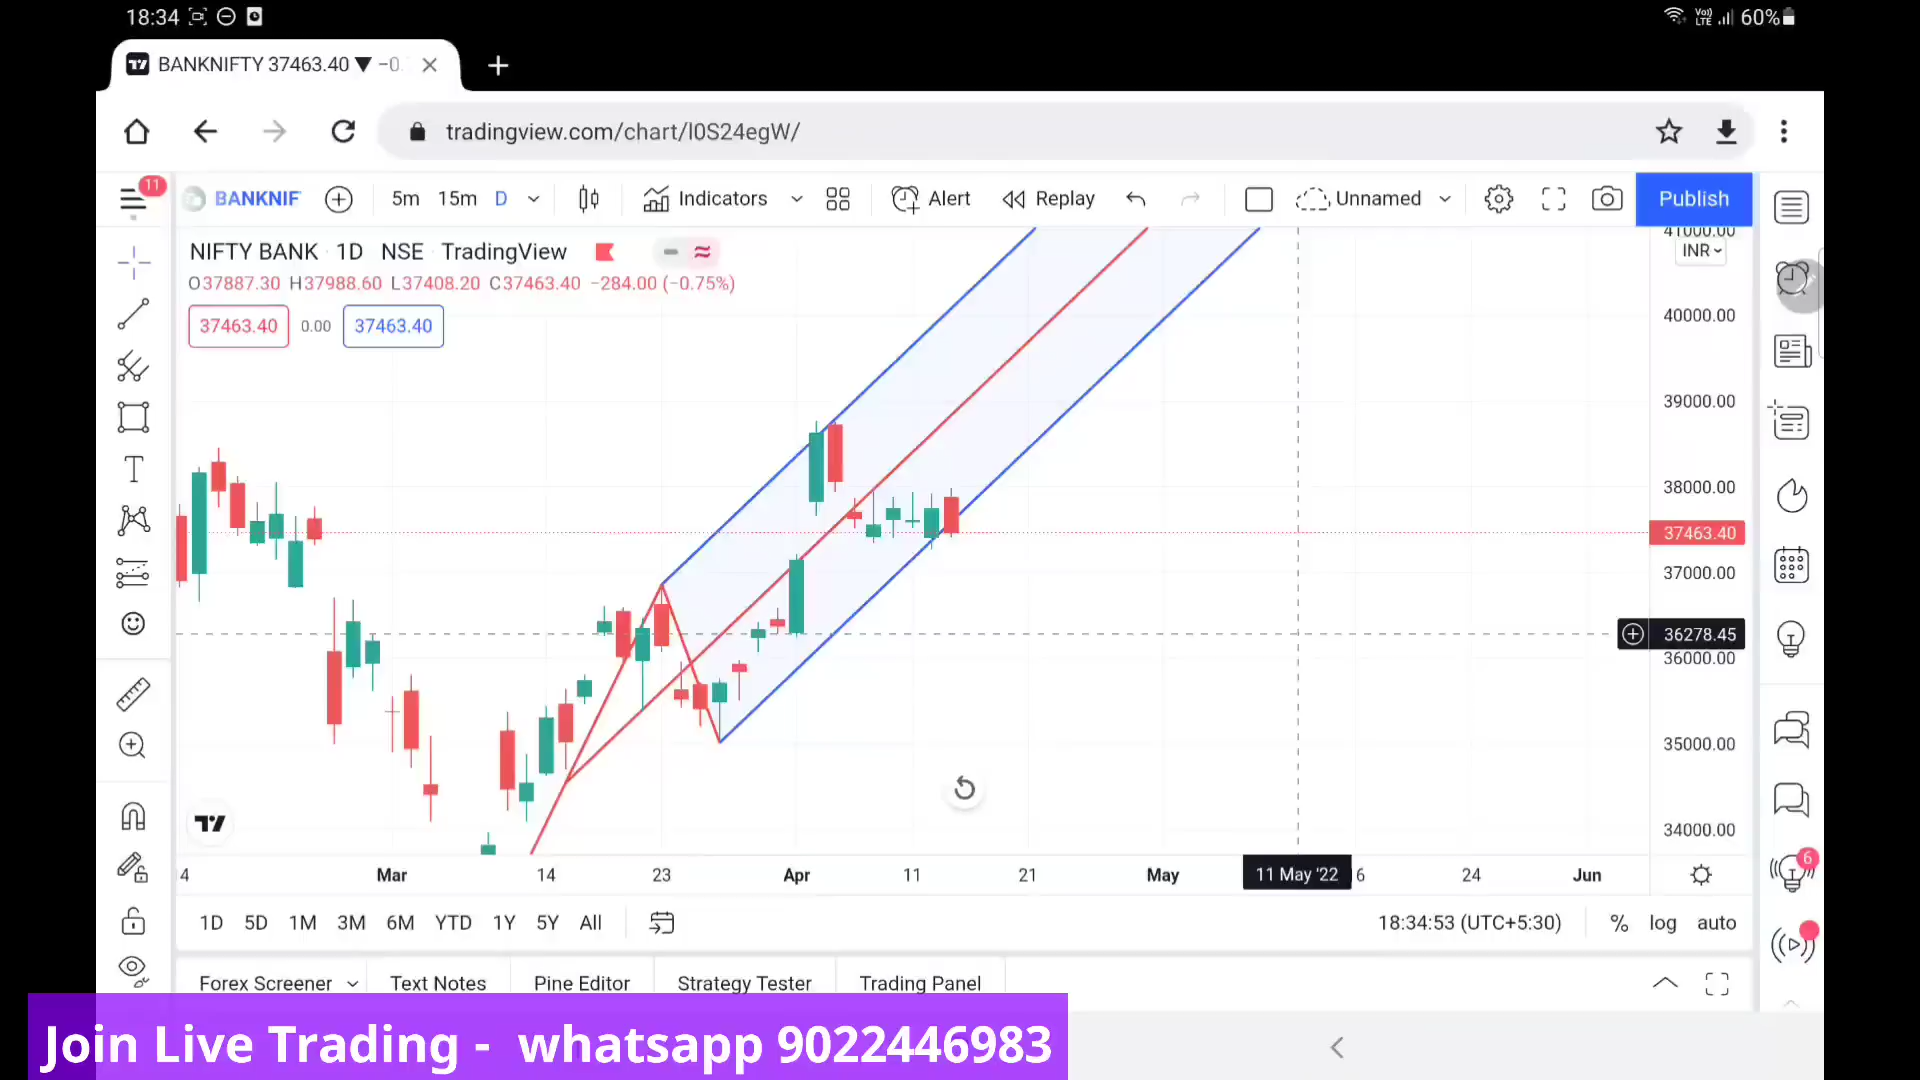 18:34
VoLTE 60%
BANKNIFTY 37463.40 ▼ −0.
tradingview.com/chart/l0S24egW/
11
BANKNIF 5m 15m D Indicators Alert Replay Unnamed Publish
NIFTY BANK 1D NSE TradingView
O37887.30 H37988.60 L37408.20 C37463.40 −284.00 (−0.75%)
37463.40 0.00 37463.40
41000.00
INR
40000.00
39000.00
38000.00
37463.40
37000.00
36278.45
36000.00
35000.00
34000.00
4 Mar 14 23 Apr 11 21 May 11 May '22 6 24 Jun
6
1D 5D 1M 3M 6M YTD 1Y 5Y All 18:34:53 (UTC+5:30) % log auto
Forex Screener Text Notes Pine Editor Strategy Tester Trading Panel
Join Live Trading - whatsapp 9022446983